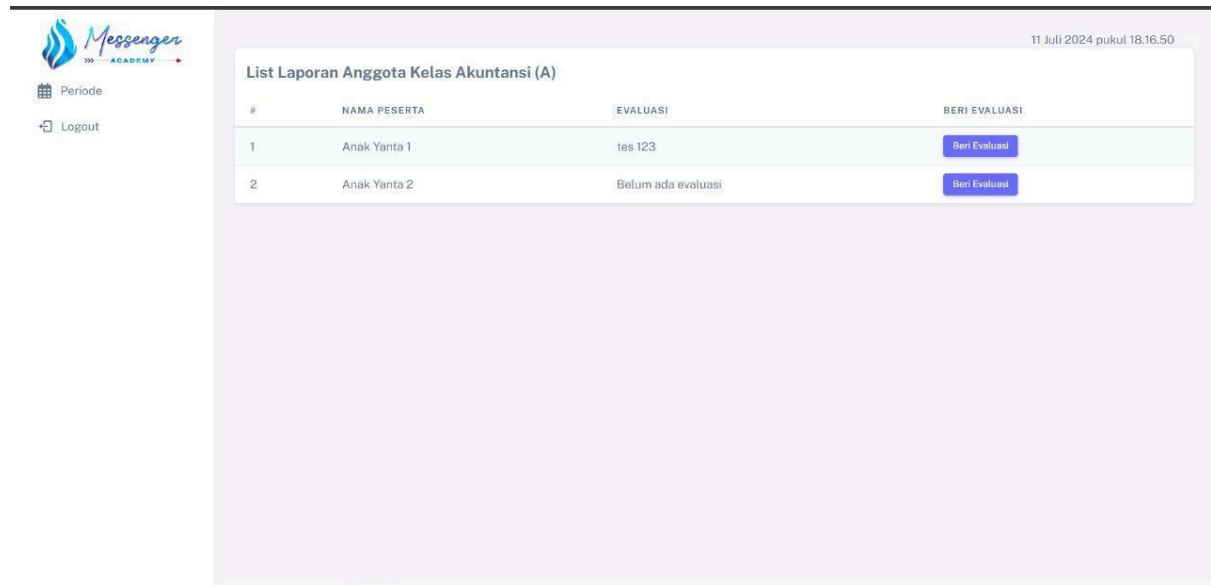 Messenger
ACADEMY
Periode
Logout
11 Juli 2024 pukul 18.16.50
List Laporan Anggota Kelas Akuntansi (A)
# NAMA PESERTA EVALUASI BERI EVALUASI
1 Anak Yanta 1 tes 123 Beri Evaluasi
2 Anak Yanta 2 Belum ada evaluasi Beri Evaluasi